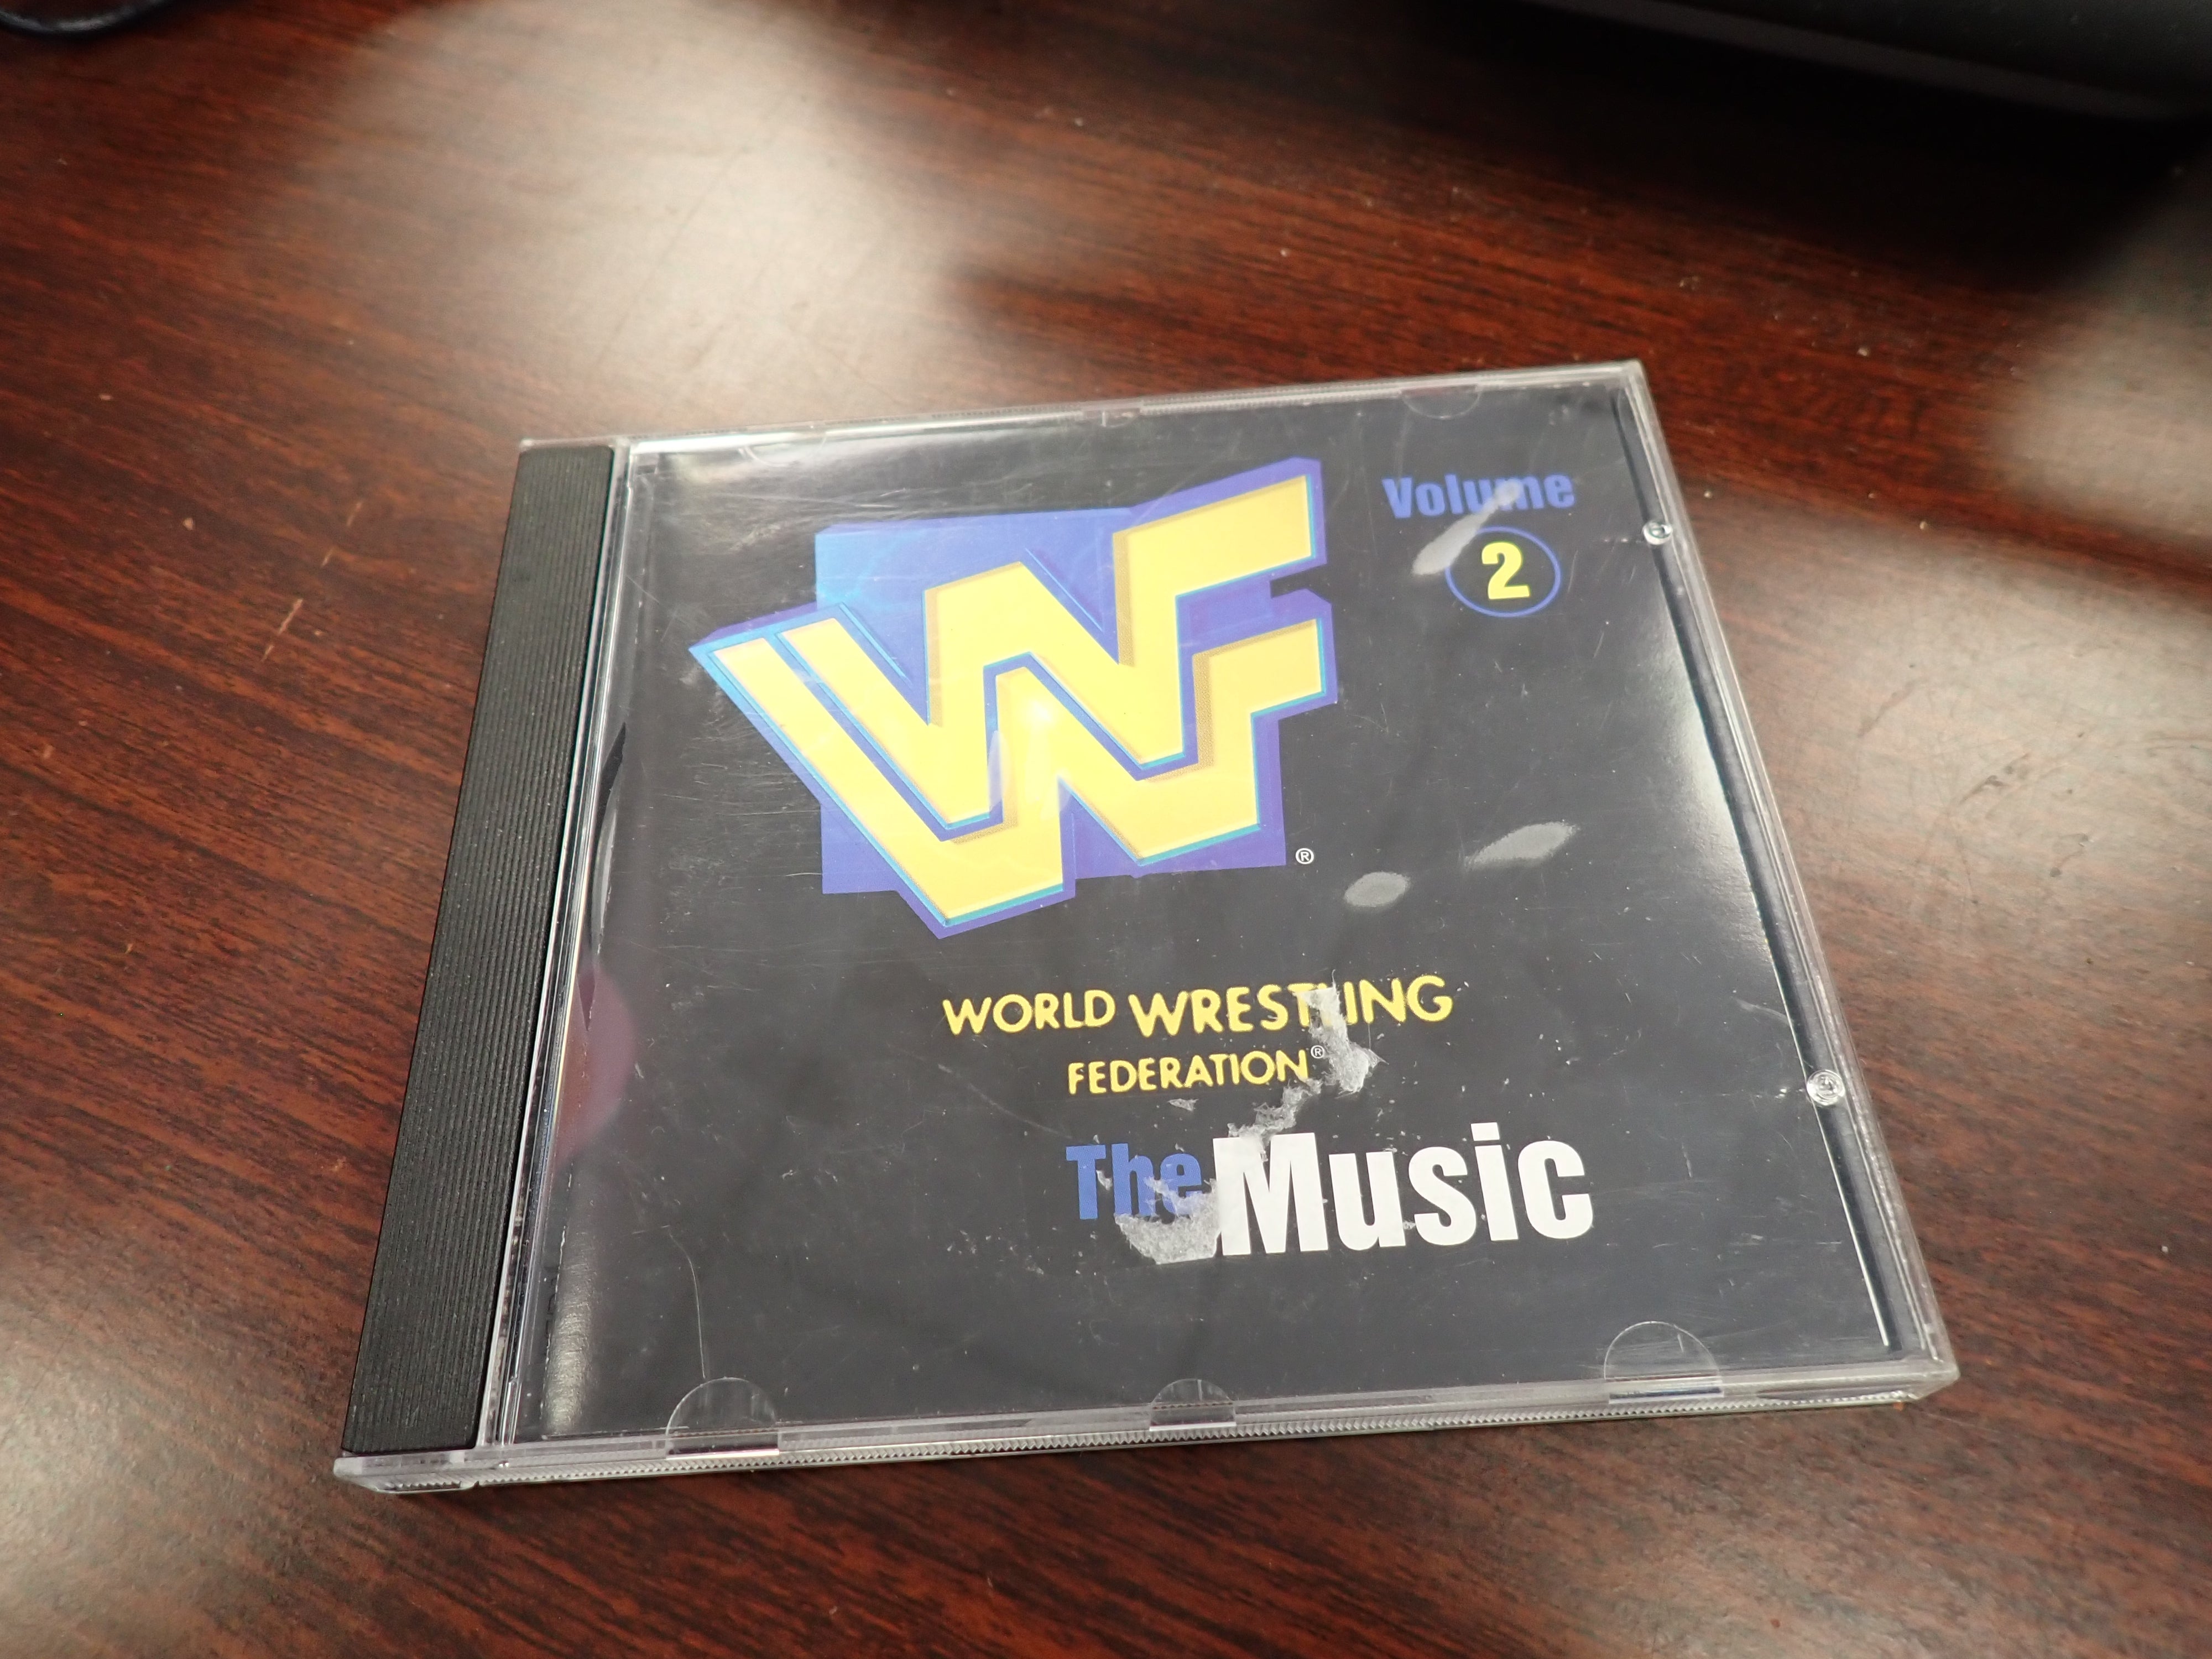 WF
®
Volume
2
WORLD WRESTLING
FEDERATION®
The Music